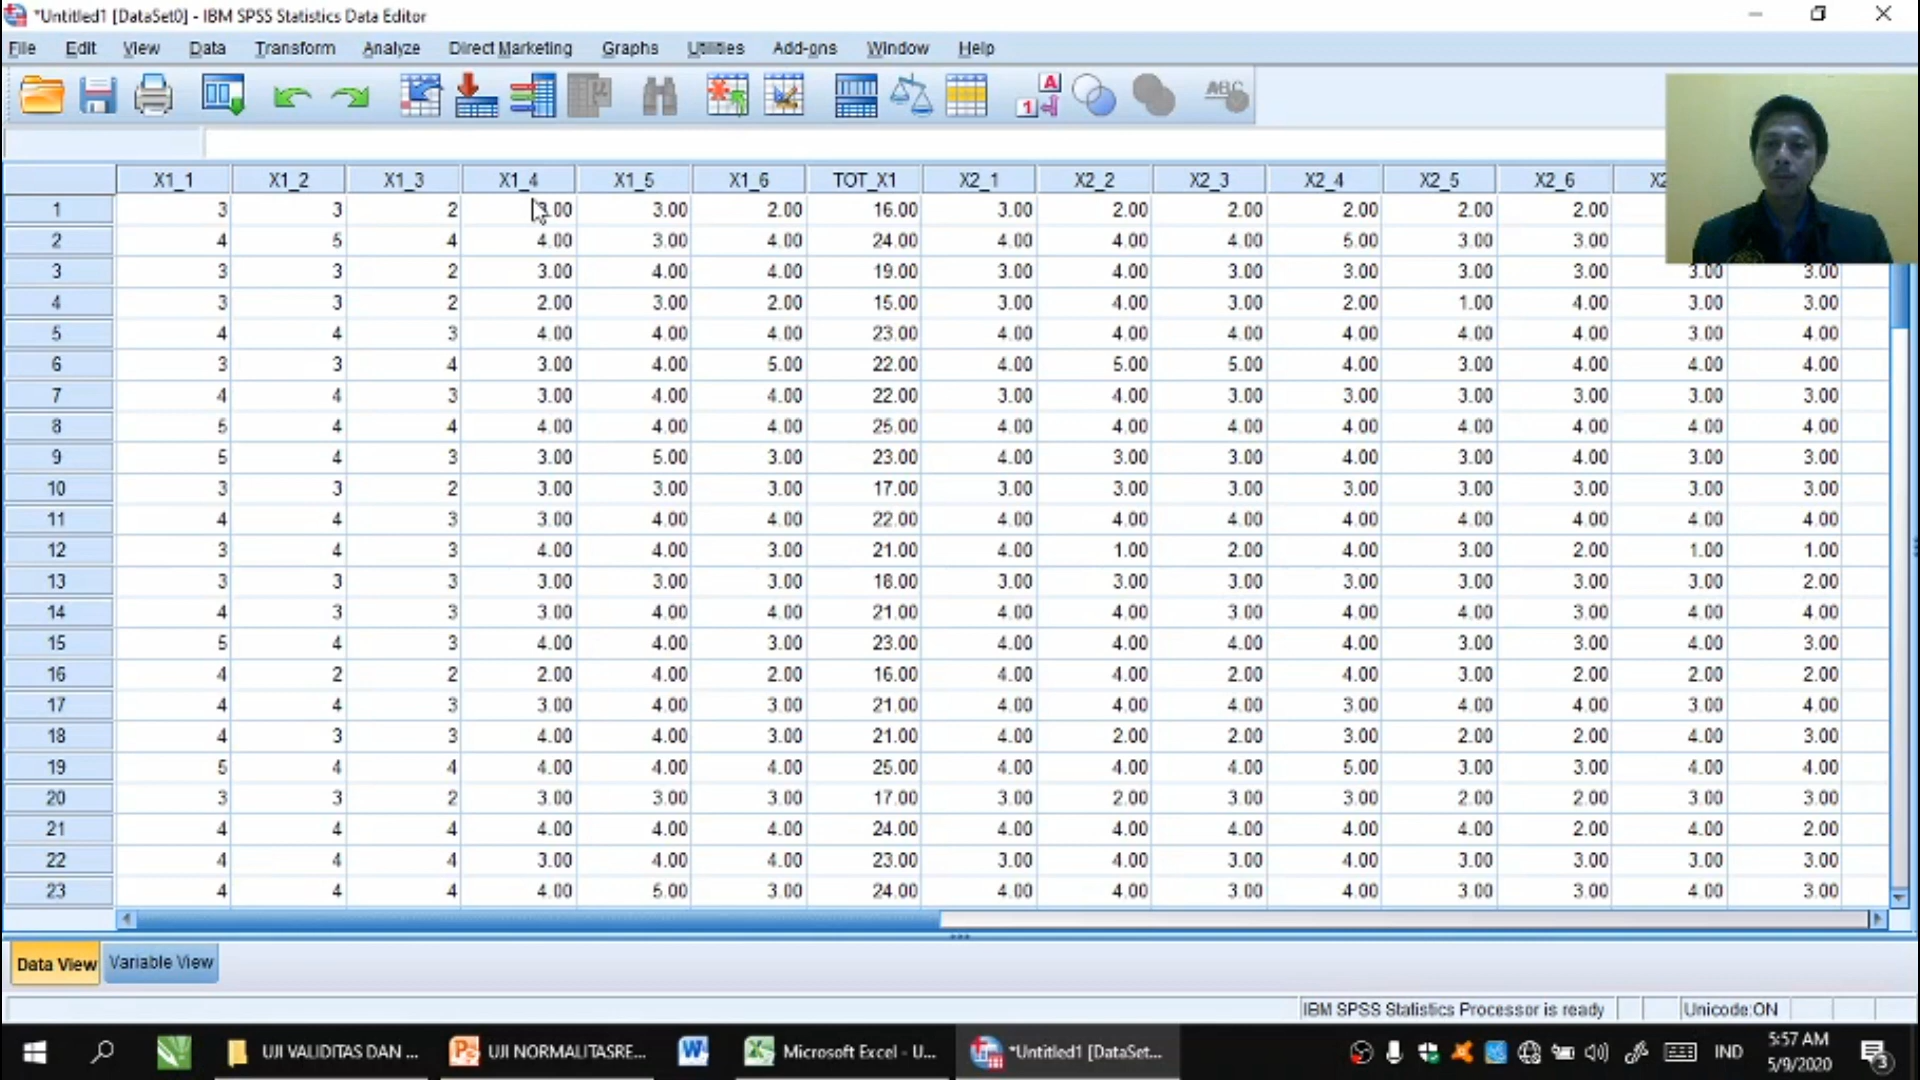 *Untitled1 [DataSet0] - IBM SPSS Statistics Data Editor
File Edit View Data Transform Analyze Direct Marketing Graphs Utilities Add-ons Window Help
X1_1 X1_2 X1_3 X1_4 X1_5 X1_6 TOT_X1 X2_1 X2_2 X2_3 X2_4 X2_5 X2_6 X2
1 3 3 2 3.00 3.00 2.00 16.00 3.00 2.00 2.00 2.00 2.00 2.00
2 4 5 4 4.00 3.00 4.00 24.00 4.00 4.00 4.00 5.00 3.00 3.00
3 3 3 2 3.00 4.00 4.00 19.00 3.00 4.00 3.00 3.00 3.00 3.00 3.00 3.00
4 3 3 2 2.00 3.00 2.00 15.00 3.00 4.00 3.00 2.00 1.00 4.00 3.00 3.00
5 4 4 3 4.00 4.00 4.00 23.00 4.00 4.00 4.00 4.00 4.00 4.00 3.00 4.00
6 3 3 4 3.00 4.00 5.00 22.00 4.00 5.00 5.00 4.00 3.00 4.00 4.00 4.00
7 4 4 3 3.00 4.00 4.00 22.00 3.00 4.00 3.00 3.00 3.00 3.00 3.00 3.00
8 5 4 4 4.00 4.00 4.00 25.00 4.00 4.00 4.00 4.00 4.00 4.00 4.00 4.00
9 5 4 3 3.00 5.00 3.00 23.00 4.00 3.00 3.00 4.00 3.00 4.00 3.00 3.00
10 3 3 2 3.00 3.00 3.00 17.00 3.00 3.00 3.00 3.00 3.00 3.00 3.00 3.00
11 4 4 3 3.00 4.00 4.00 22.00 4.00 4.00 4.00 4.00 4.00 4.00 4.00 4.00
12 3 4 3 4.00 4.00 3.00 21.00 4.00 1.00 2.00 4.00 3.00 2.00 1.00 1.00
13 3 3 3 3.00 3.00 3.00 18.00 3.00 3.00 3.00 3.00 3.00 3.00 3.00 2.00
14 4 3 3 3.00 4.00 4.00 21.00 4.00 4.00 3.00 4.00 4.00 3.00 4.00 4.00
15 5 4 3 4.00 4.00 3.00 23.00 4.00 4.00 4.00 4.00 3.00 3.00 4.00 3.00
16 4 2 2 2.00 4.00 2.00 16.00 4.00 4.00 2.00 4.00 3.00 2.00 2.00 2.00
17 4 4 3 3.00 4.00 3.00 21.00 4.00 4.00 4.00 3.00 4.00 4.00 3.00 4.00
18 4 3 3 4.00 4.00 3.00 21.00 4.00 2.00 2.00 3.00 2.00 2.00 4.00 3.00
19 5 4 4 4.00 4.00 4.00 25.00 4.00 4.00 4.00 5.00 3.00 3.00 4.00 4.00
20 3 3 2 3.00 3.00 3.00 17.00 3.00 2.00 3.00 3.00 2.00 2.00 3.00 3.00
21 4 4 4 4.00 4.00 4.00 24.00 4.00 4.00 4.00 4.00 4.00 2.00 4.00 2.00
22 4 4 4 3.00 4.00 4.00 23.00 3.00 4.00 3.00 4.00 3.00 3.00 3.00 3.00
23 4 4 4 4.00 5.00 3.00 24.00 4.00 4.00 3.00 4.00 3.00 3.00 4.00 3.00
Data View Variable View
IBM SPSS Statistics Processor is ready Unicode:ON
UJI VALIDITAS DAN ... UJI NORMALITASRE... Microsoft Excel - U... *Untitled1 [DataSet... IND 5:57 AM
5/9/2020 3